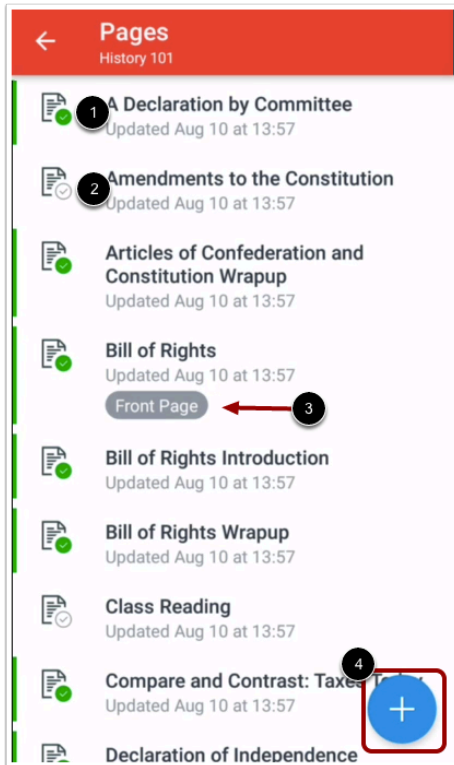 Pages
History 101
1
A Declaration by Committee
Updated Aug 10 at 13:57
2
Amendments to the Constitution
Updated Aug 10 at 13:57
Articles of Confederation and
Constitution Wrapup
Updated Aug 10 at 13:57
Bill of Rights
Updated Aug 10 at 13:57
Front Page
3
Bill of Rights Introduction
Updated Aug 10 at 13:57
Bill of Rights Wrapup
Updated Aug 10 at 13:57
Class Reading
Updated Aug 10 at 13:57
4
Compare and Contrast: Taxes Today
Updated Aug 10 at 13:57
Declaration of Independence